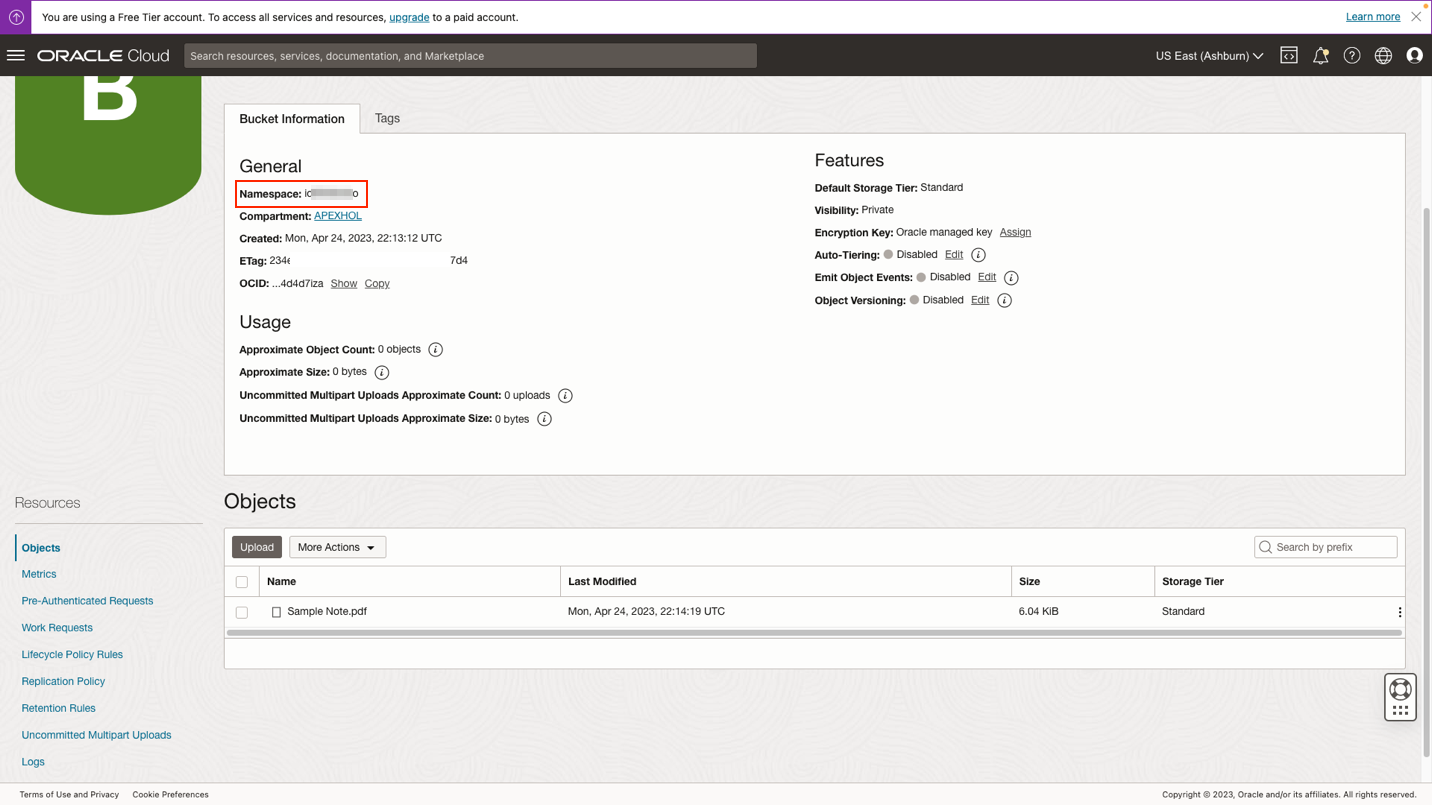 You are using a Free Tier account. To access all services and resources, upgrade to a paid account.
Learn more
ORACLE Cloud
Search resources, services, documentation, and Marketplace
US East (Ashburn)
B
Bucket Information
Tags
General
Namespace:
Compartment: APEXHOL
Created: Mon, Apr 24, 2023, 22:13:12 UTC
ETag: 234 7d4
OCID: ...4d4d7iza Show Copy
Usage
Approximate Object Count: 0 objects
Approximate Size: 0 bytes
Uncommitted Multipart Uploads Approximate Count: 0 uploads
Uncommitted Multipart Uploads Approximate Size: 0 bytes
Features
Default Storage Tier: Standard
Visibility: Private
Encryption Key: Oracle managed key Assign
Auto-Tiering: Disabled Edit
Emit Object Events: Disabled Edit
Object Versioning: Disabled Edit
Resources
Objects
Metrics
Pre-Authenticated Requests
Work Requests
Lifecycle Policy Rules
Replication Policy
Retention Rules
Uncommitted Multipart Uploads
Logs
Objects
Upload
More Actions
Search by prefix
Name Last Modified Size Storage Tier
Sample Note.pdf Mon, Apr 24, 2023, 22:14:19 UTC 6.04 KiB Standard
Terms of Use and Privacy Cookie Preferences
Copyright © 2023, Oracle and/or its affiliates. All rights reserved.